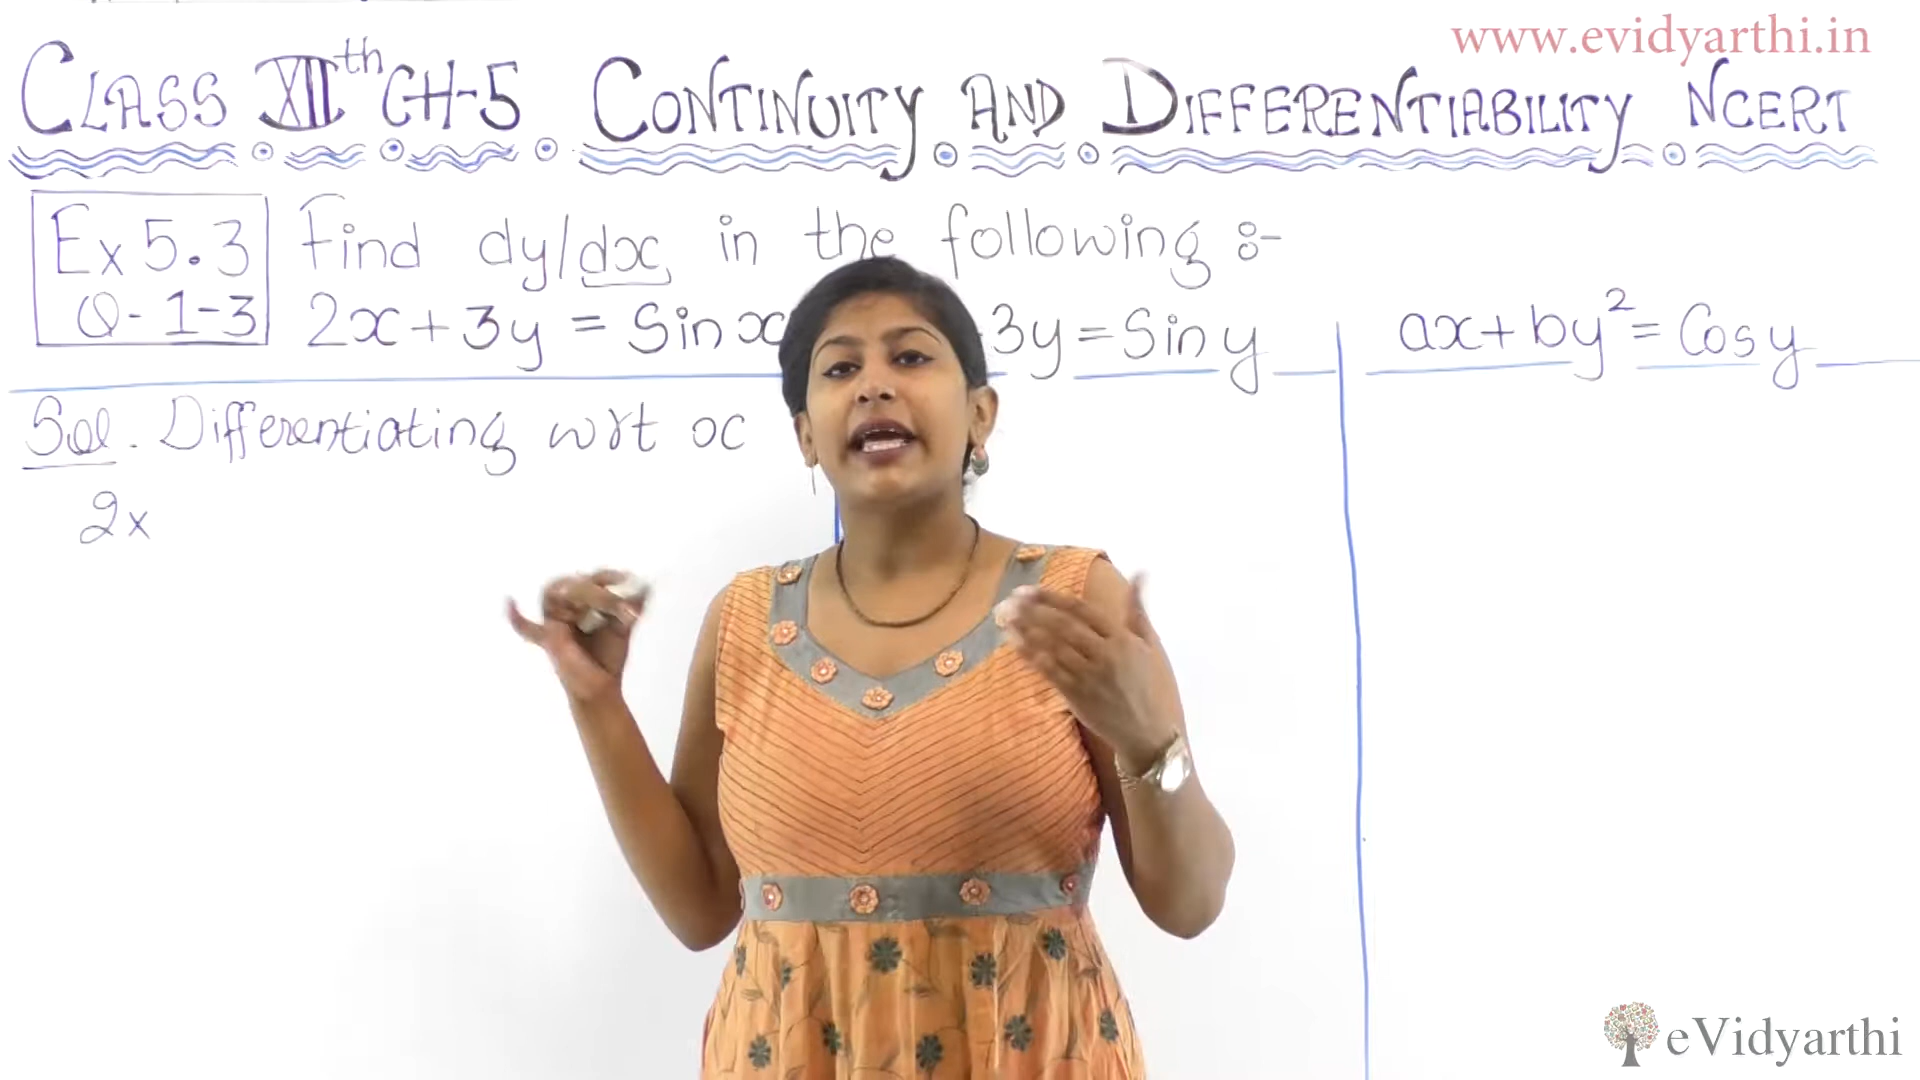 www.evidyarthi.in
CLASS XIIth CH-5 CONTINUITY AND DIFFERENTIABILITY NCERT
Ex 5.3 Find dy/dx in the following :-
Q-1-3 2x+3y = Sin x 3y = Sin y ax+by² = Cos y
Sol. Differentiating wrt x
2x
eVidyarthi